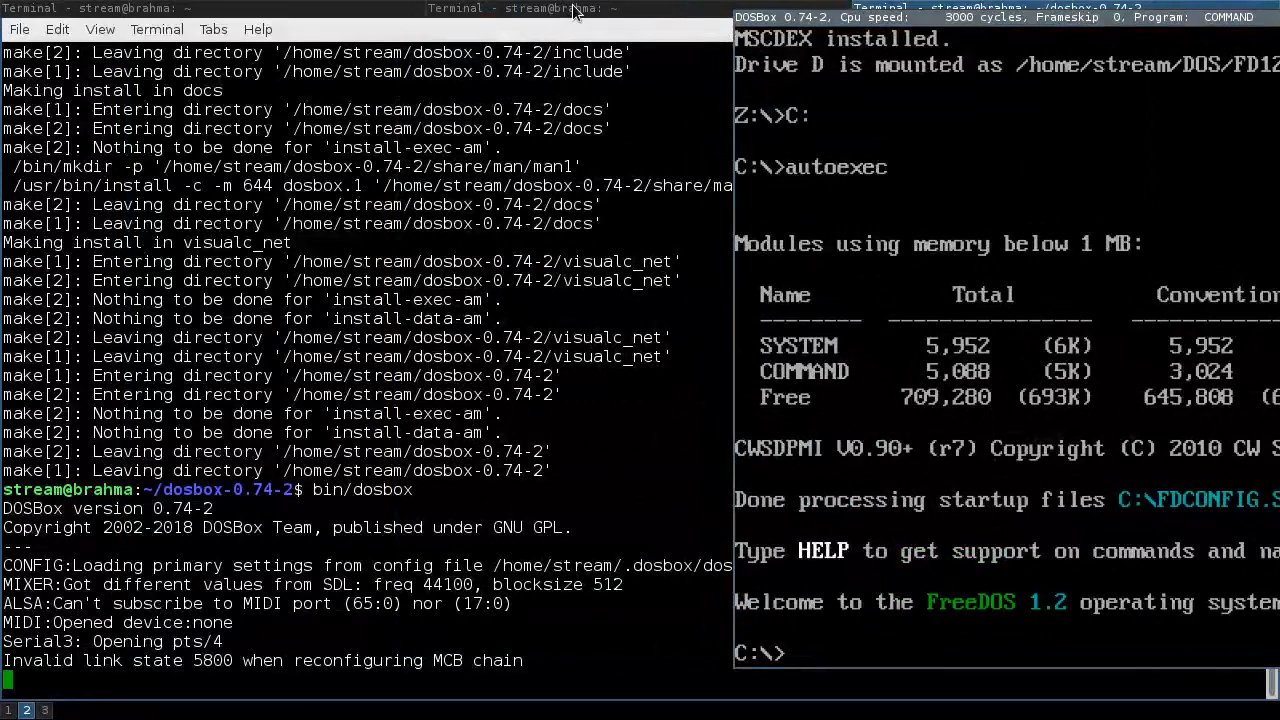 Terminal - stream@brahma: ~
Terminal - stream@brahma: ~
Terminal - stream@brahma: ~/dosbox-0.74-2
File Edit View Terminal Tabs Help
make[2]: Leaving directory '/home/stream/dosbox-0.74-2/include'
make[1]: Leaving directory '/home/stream/dosbox-0.74-2/include'
Making install in docs
make[1]: Entering directory '/home/stream/dosbox-0.74-2/docs'
make[2]: Entering directory '/home/stream/dosbox-0.74-2/docs'
make[2]: Nothing to be done for 'install-exec-am'.
/bin/mkdir -p '/home/stream/dosbox-0.74-2/share/man/man1'
/usr/bin/install -c -m 644 dosbox.1 '/home/stream/dosbox-0.74-2/share/ma
make[2]: Leaving directory '/home/stream/dosbox-0.74-2/docs'
make[1]: Leaving directory '/home/stream/dosbox-0.74-2/docs'
Making install in visualc_net
make[1]: Entering directory '/home/stream/dosbox-0.74-2/visualc_net'
make[2]: Entering directory '/home/stream/dosbox-0.74-2/visualc_net'
make[2]: Nothing to be done for 'install-exec-am'.
make[2]: Nothing to be done for 'install-data-am'.
make[2]: Leaving directory '/home/stream/dosbox-0.74-2/visualc_net'
make[1]: Leaving directory '/home/stream/dosbox-0.74-2/visualc_net'
make[1]: Entering directory '/home/stream/dosbox-0.74-2'
make[2]: Entering directory '/home/stream/dosbox-0.74-2'
make[2]: Nothing to be done for 'install-exec-am'.
make[2]: Nothing to be done for 'install-data-am'.
make[2]: Leaving directory '/home/stream/dosbox-0.74-2'
make[1]: Leaving directory '/home/stream/dosbox-0.74-2'
stream@brahma:~/dosbox-0.74-2$ bin/dosbox
DOSBox version 0.74-2
Copyright 2002-2018 DOSBox Team, published under GNU GPL.
---
CONFIG:Loading primary settings from config file /home/stream/.dosbox/dos
MIXER:Got different values from SDL: freq 44100, blocksize 512
ALSA:Can't subscribe to MIDI port (65:0) nor (17:0)
MIDI:Opened device:none
Serial3: Opening pts/4
Invalid link state 5800 when reconfiguring MCB chain
DOSBox 0.74-2, Cpu speed: 3000 cycles, Frameskip 0, Program: COMMAND
MSCDEX installed.
Drive D is mounted as /home/stream/DOS/FD12
Z:\>C:
C:\>autoexec
Modules using memory below 1 MB:
Name Total Convention
-------- ---------------- ------
SYSTEM 5,952 (6K) 5,952
COMMAND 5,088 (5K) 3,024
Free 709,280 (693K) 645,808 (6
CWSDPMI V0.90+ (r7) Copyright (C) 2010 CW S
Done processing startup files C:\FDCONFIG.S
Type HELP to get support on commands and na
Welcome to the FreeDOS 1.2 operating system
C:\>
1 2 3